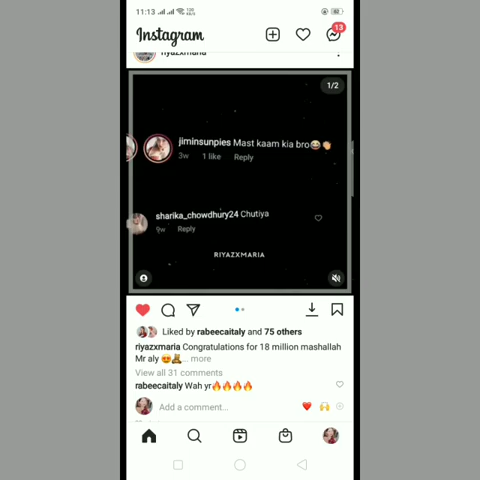 11:13
Instagram
13
riyazxmaria
1/2
jiminsunpies Mast kaam kia bro😂👏
3w 1 like Reply
sharika_chowdhury24 Chutiya
9w Reply
RIYAZXMARIA
Liked by rabeecaitaly and 75 others
riyazxmaria Congratulations for 18 million mashallah
Mr aly 😍🧸... more
View all 31 comments
rabeecaitaly Wah yr🔥🔥🔥🔥
Add a comment...